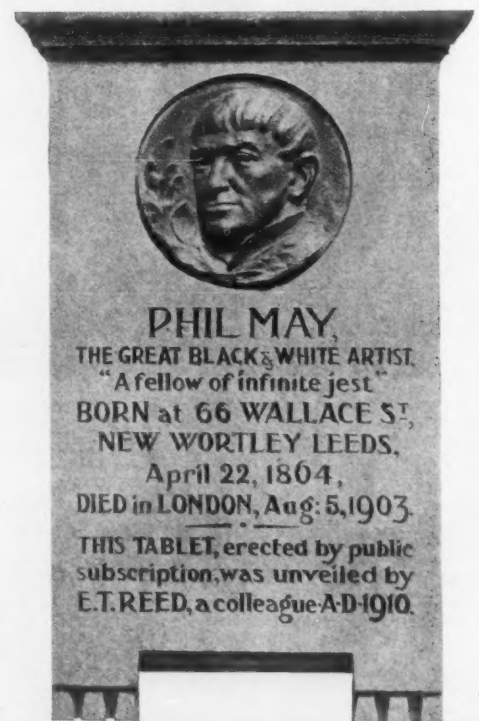 PHIL MAY,
THE GREAT BLACK & WHITE ARTIST.
"A fellow of infinite jest"
BORN at 66 WALLACE ST,
NEW WORTLEY LEEDS,
April 22, 1864,
DIED in LONDON, Aug: 5, 1903.
THIS TABLET, erected by public
subscription, was unveiled by
E.T. REED, a colleague·A·D·1910.